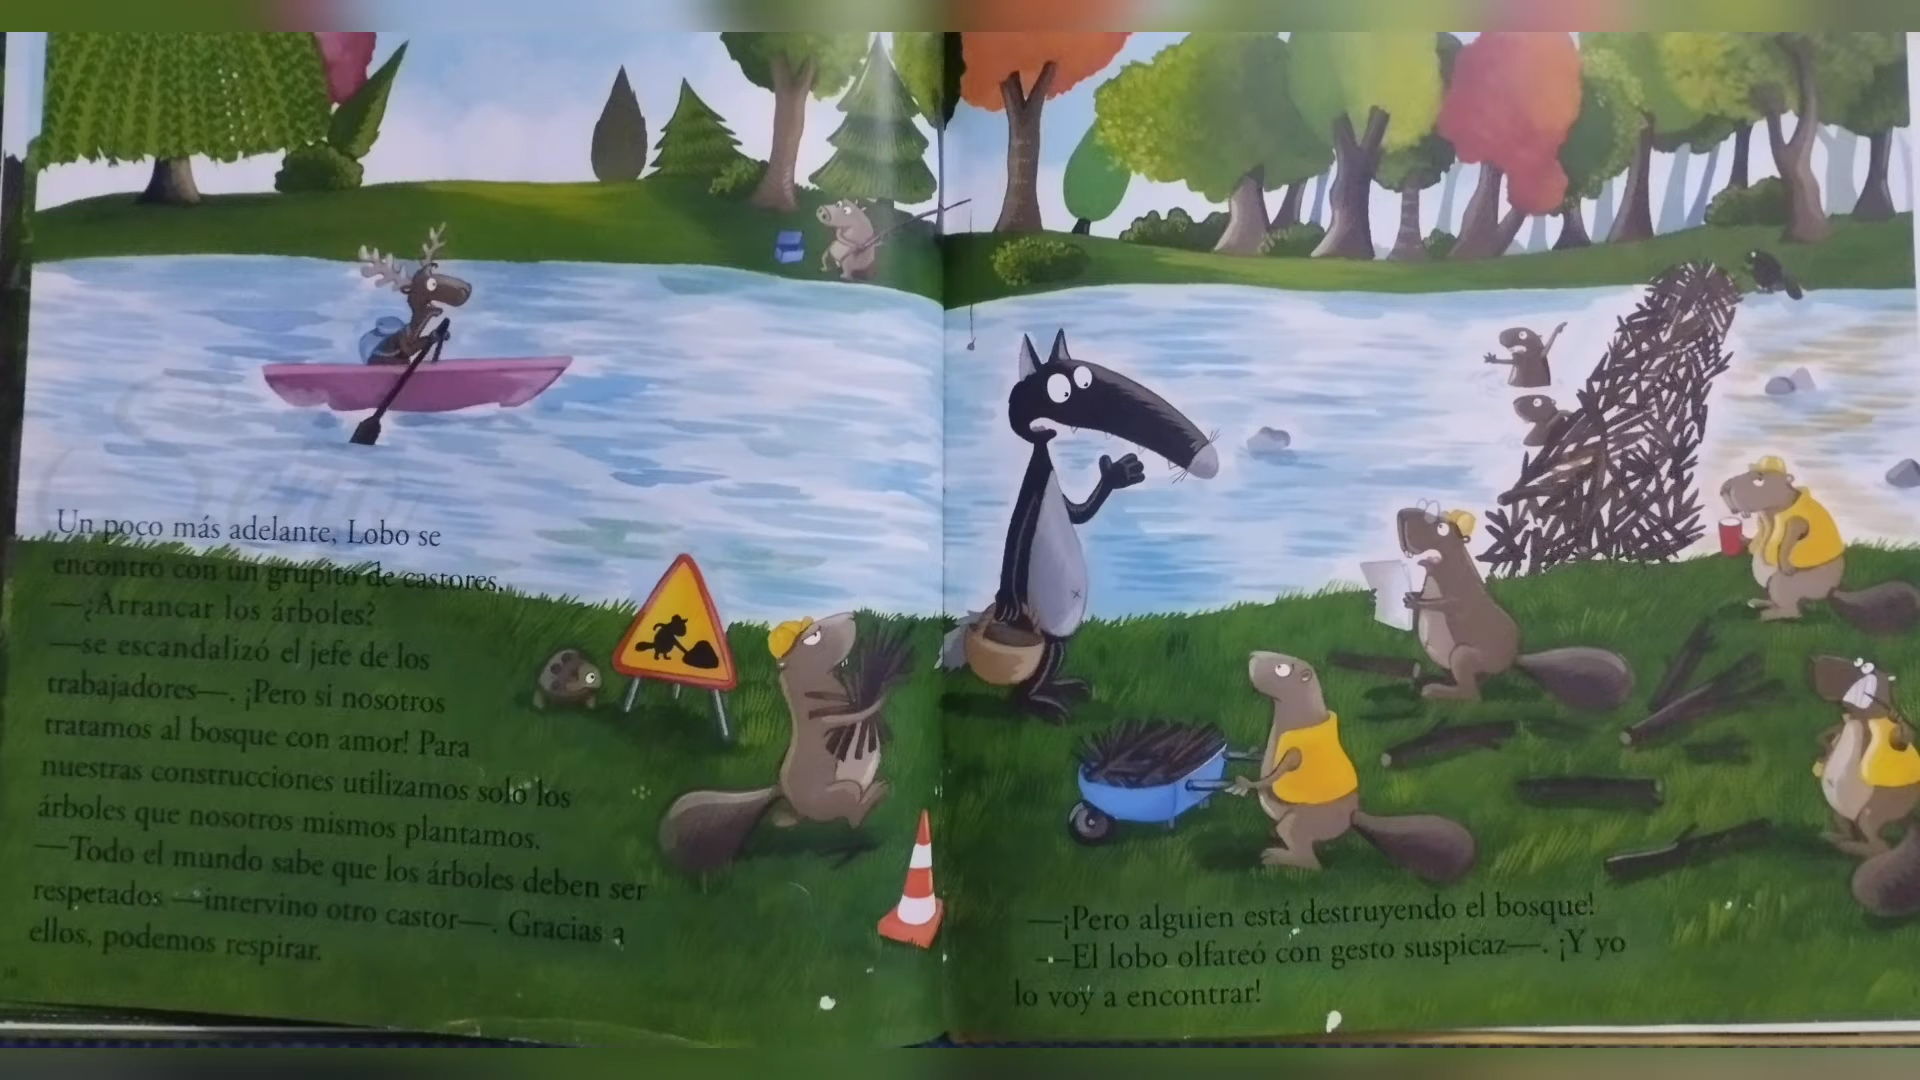 Un poco más adelante, Lobo se
encontró con un grupito de castores.
—¿Arrancar los árboles?
—se escandalizó el jefe de los
trabajadores—. ¡Pero si nosotros
tratamos al bosque con amor! Para
nuestras construcciones utilizamos solo los
árboles que nosotros mismos plantamos.
—Todo el mundo sabe que los árboles deben ser
respetados —intervino otro castor—. Gracias a
ellos, podemos respirar.
—¡Pero alguien está destruyendo el bosque!
—El lobo olfateó con gesto suspicaz—. ¡Y yo
lo voy a encontrar!